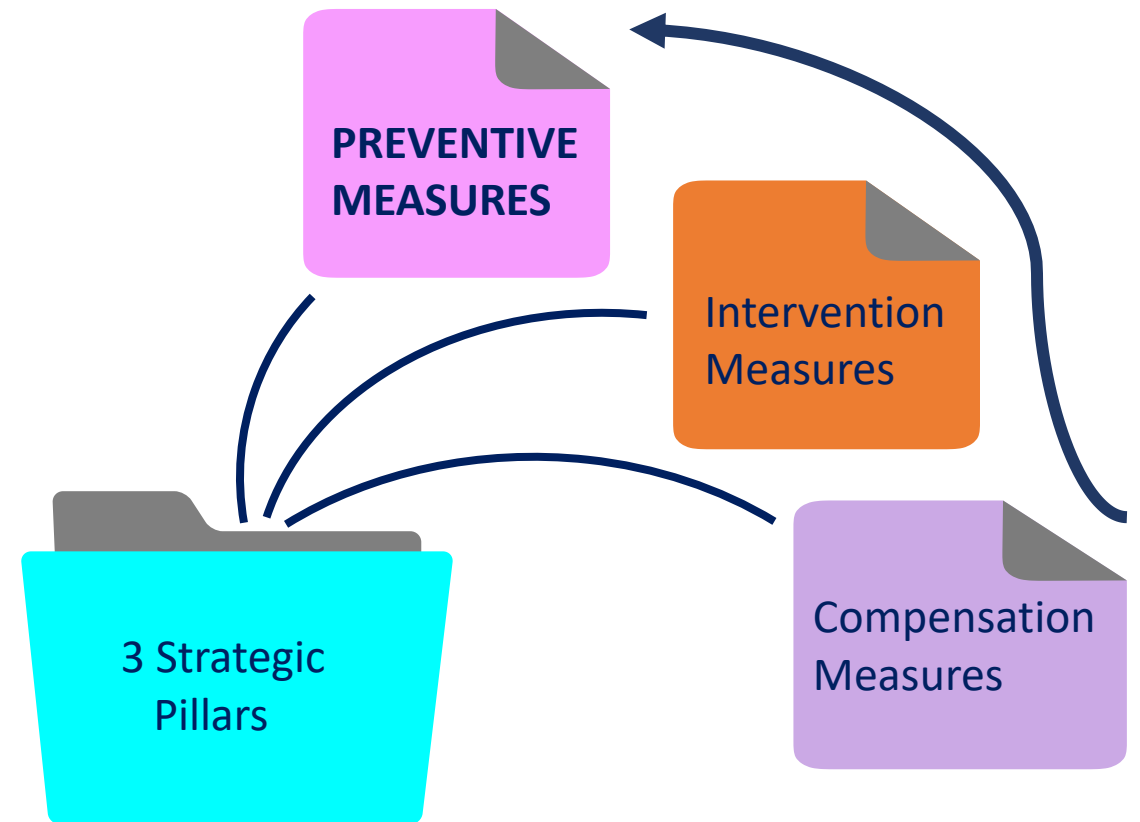 PREVENTIVE
MEASURES
Intervention
Measures
Compensation
Measures
3 Strategic
Pillars